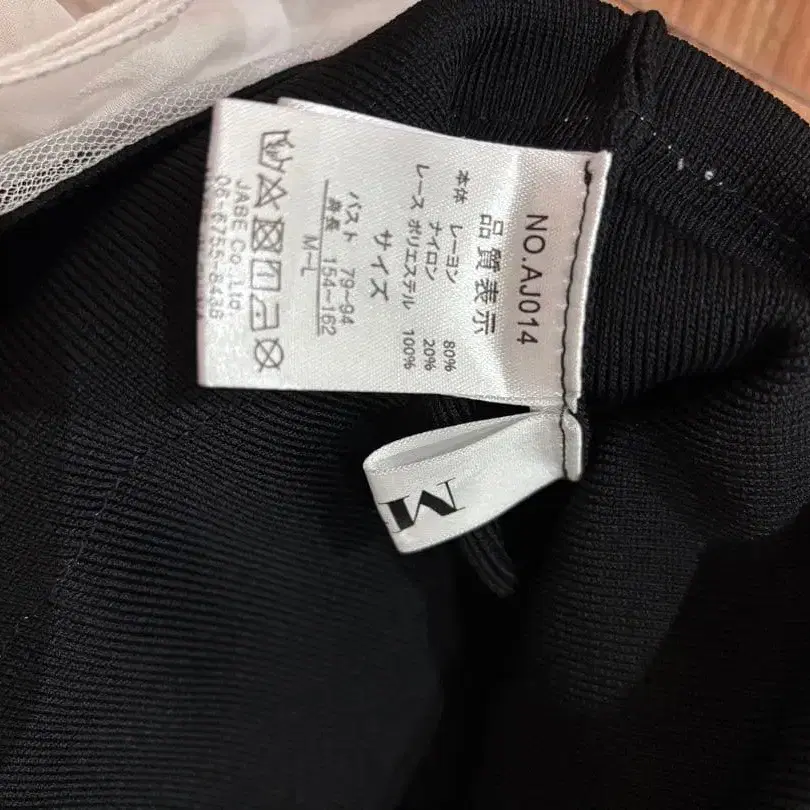 NO.AJ014
品質表示
本体 レーヨン 80%
ナイロン 20%
レース ポリエステル 100%
サイズ
バスト 79~94
身長 154~162
M~L
JABE Co.,Ltd
06-6755-8438
M